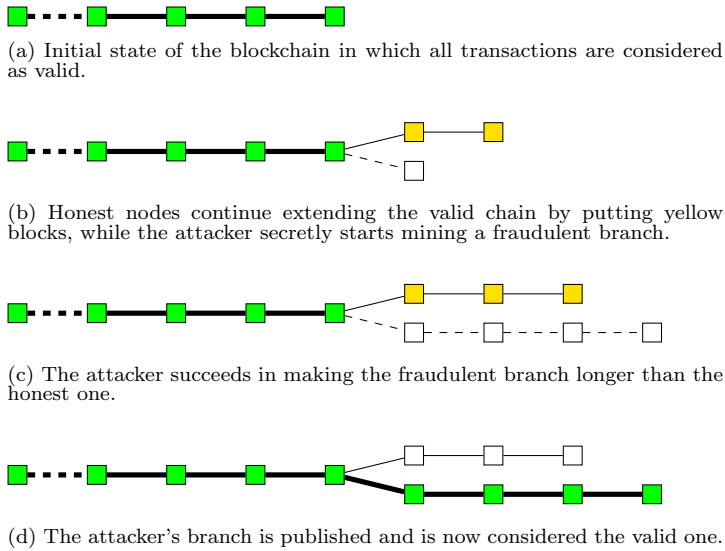 (a) Initial state of the blockchain in which all transactions are considered
as valid.
(b) Honest nodes continue extending the valid chain by putting yellow
blocks, while the attacker secretly starts mining a fraudulent branch.
(c) The attacker succeeds in making the fraudulent branch longer than the
honest one.
(d) The attacker's branch is published and is now considered the valid one.